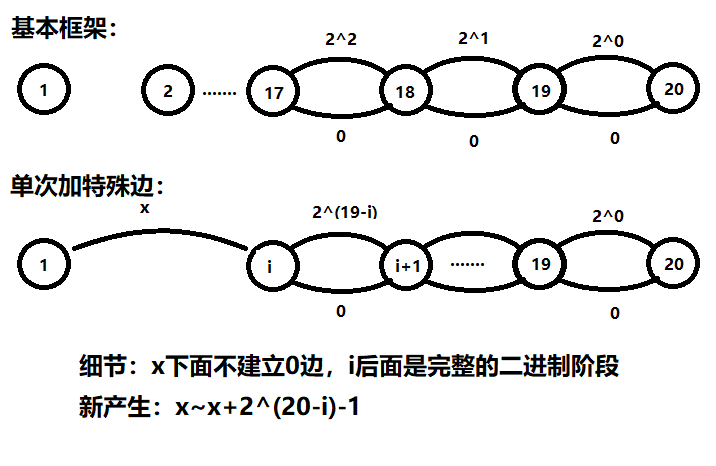 基本框架：
2^2 2^1 2^0
1 2 ······· 17 18 19 20
0 0 0
单次加特殊边：
x 2^(19-i) 2^0
1 i i+1 ······· 19 20
0 0
细节：x下面不建立0边，i后面是完整的二进制阶段
新产生：x~x+2^(20-i)-1